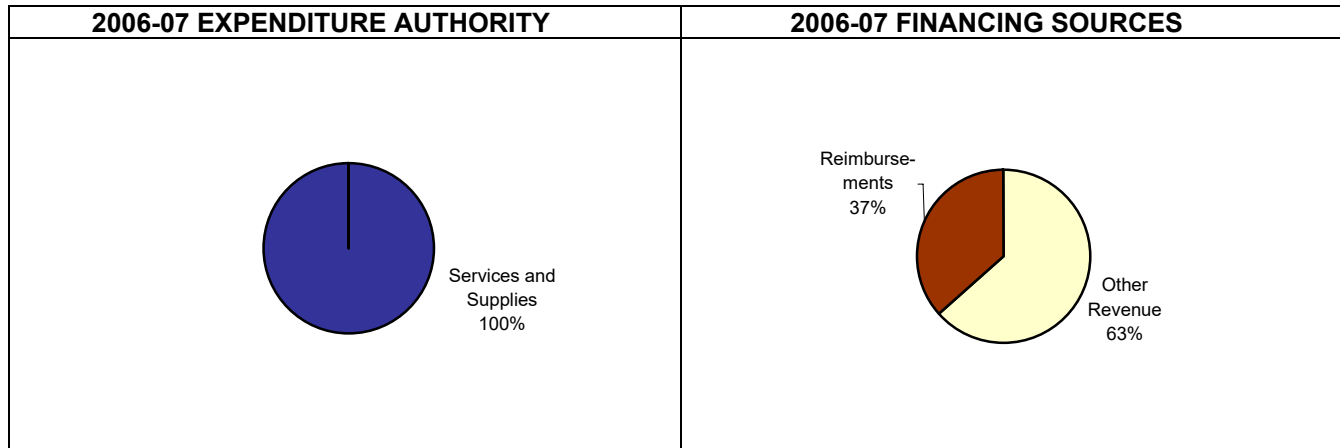 2006-07 EXPENDITURE AUTHORITY
2006-07 FINANCING SOURCES
Services and
Supplies
100%
Reimburse-
ments
37%
Other
Revenue
63%